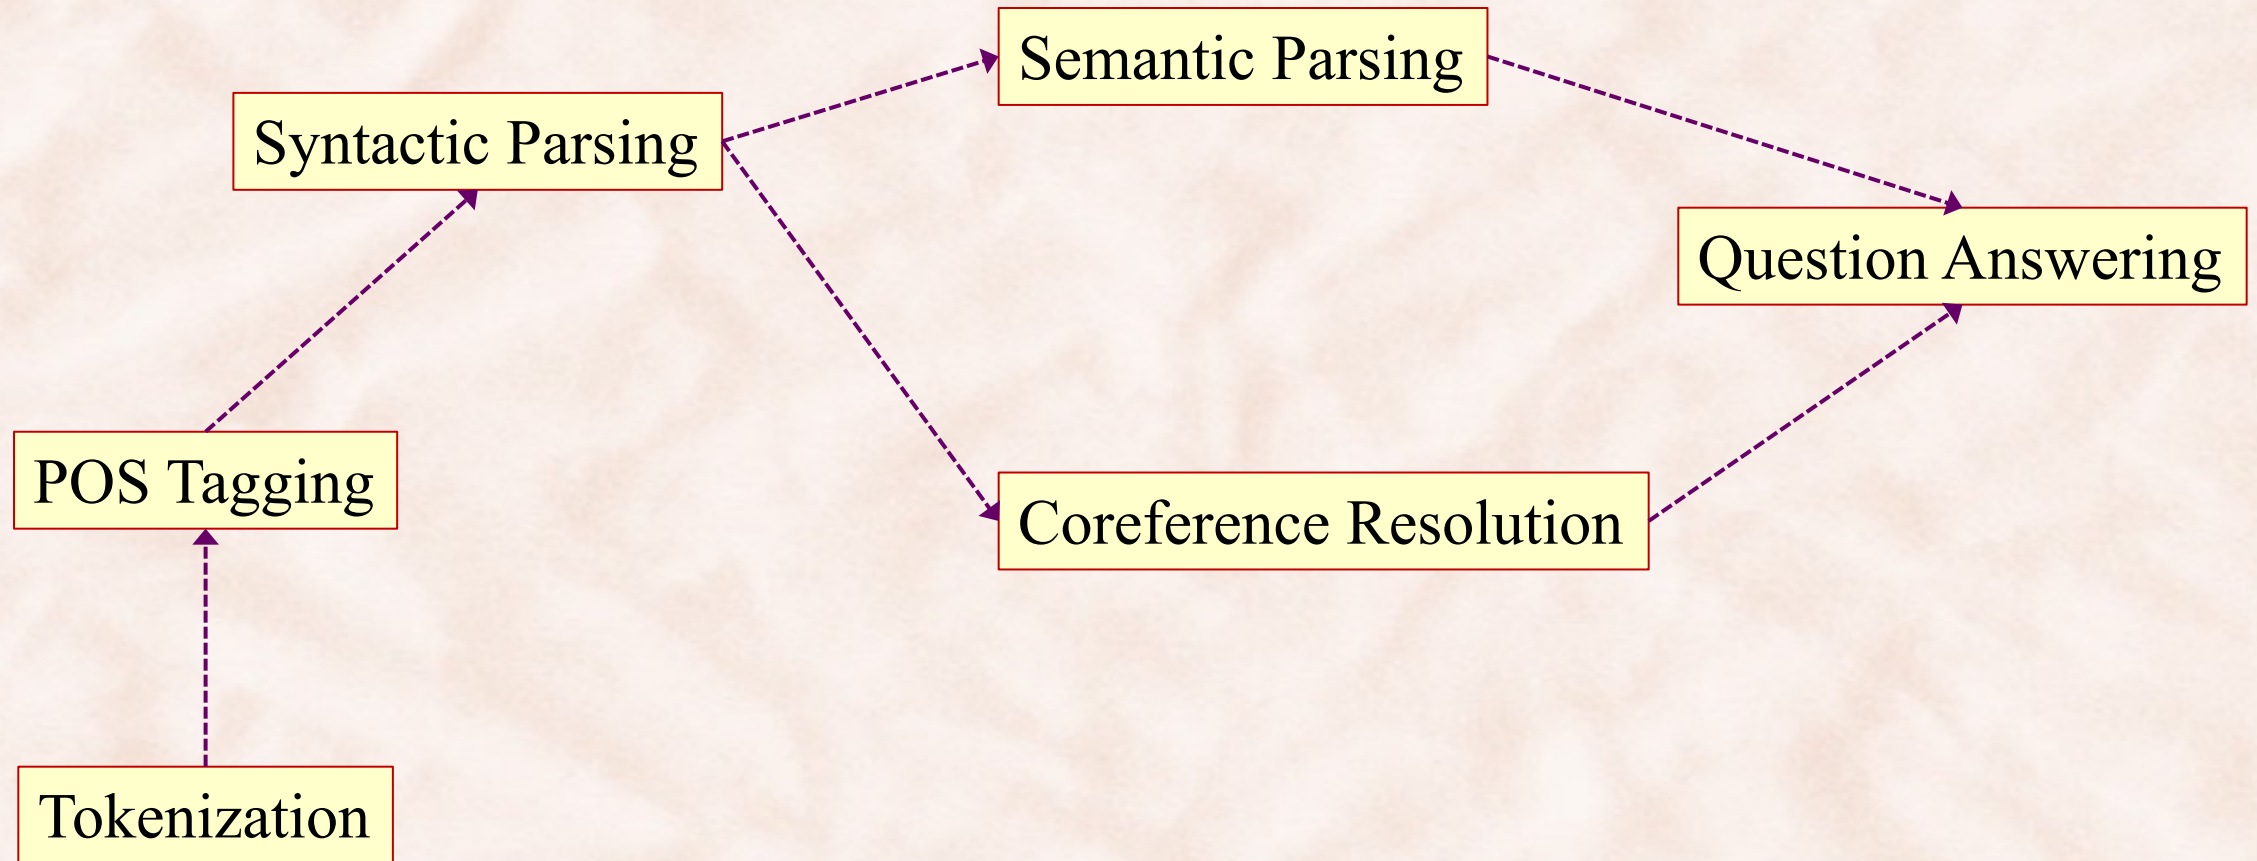 Semantic Parsing
Syntactic Parsing
Question Answering
POS Tagging
Coreference Resolution
Tokenization